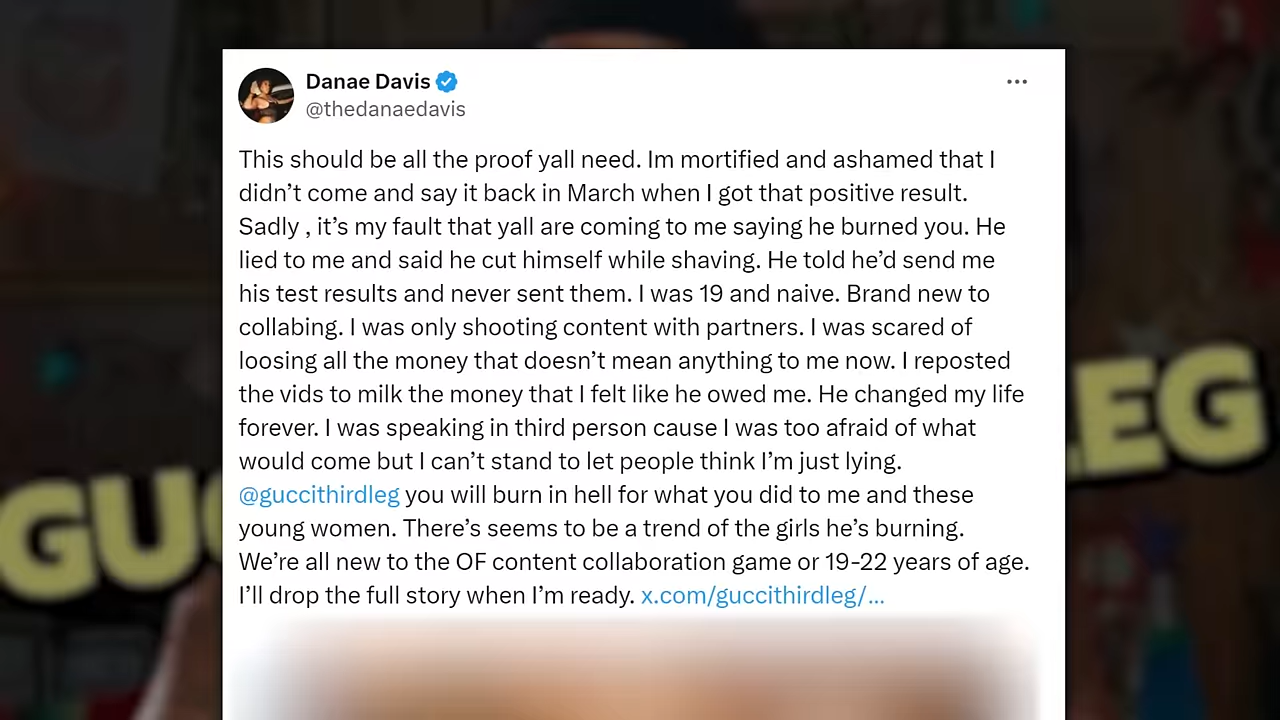 Danae Davis
@thedanaedavis
This should be all the proof yall need. Im mortified and ashamed that I
didn’t come and say it back in March when I got that positive result.
Sadly , it’s my fault that yall are coming to me saying he burned you. He
lied to me and said he cut himself while shaving. He told he’d send me
his test results and never sent them. I was 19 and naive. Brand new to
collabing. I was only shooting content with partners. I was scared of
loosing all the money that doesn’t mean anything to me now. I reposted
the vids to milk the money that I felt like he owed me. He changed my life
forever. I was speaking in third person cause I was too afraid of what
would come but I can’t stand to let people think I’m just lying.
@guccithirdleg you will burn in hell for what you did to me and these
young women. There’s seems to be a trend of the girls he’s burning.
We’re all new to the OF content collaboration game or 19-22 years of age.
I’ll drop the full story when I’m ready. x.com/guccithirdleg/...